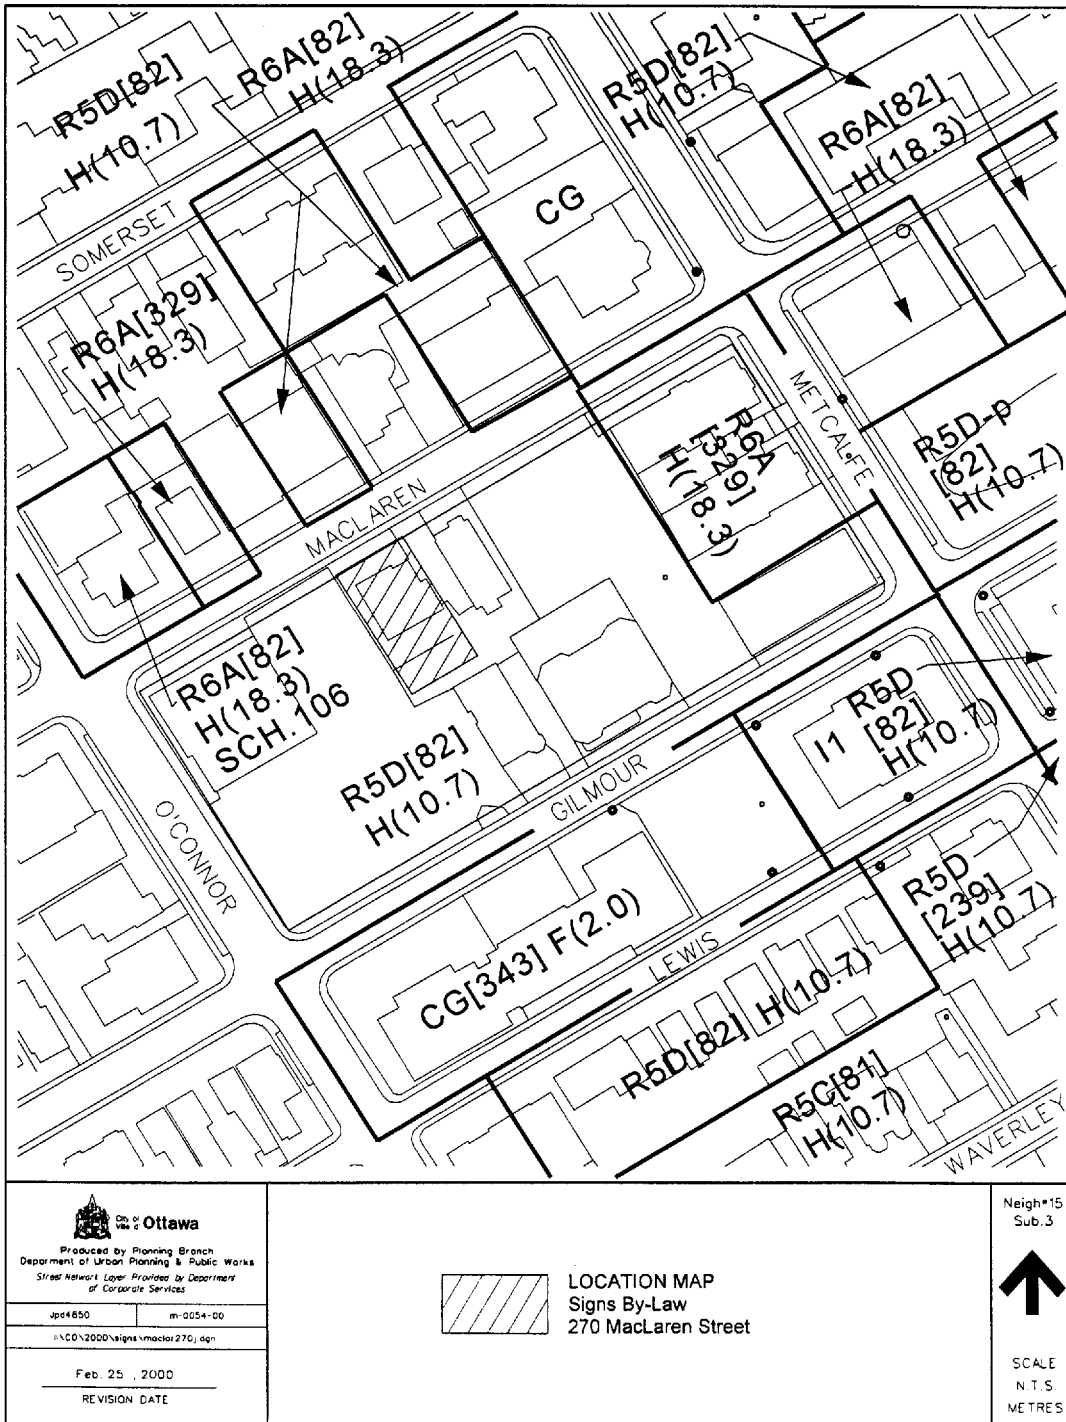 R5D[82]
H(10.7)
R6A[82]
H(18.3)
R5D[82]
H(10.7)
R6A[82]
H(18.3)
CG
SOMERSET
R6A[329]
H(18.3)
METCALFE
R6A
[329]
H(18.3)
R5D-p
[82]
H(10.7)
MACLAREN
R6A[82]
H(18.3)
SCH.106
R5D[82]
H(10.7)
O'CONNOR
GILMOUR
I1
R5D
[82]
H(10.7)
R5D
[239]
H(10.7)
CG[343] F(2.0)
LEWIS
R5D[82] H(10.7)
R5C[81]
H(10.7)
WAVERLEY
City of
Ville d'
Ottawa
Produced by Planning Branch
Deparment of Urban Planning & Public Works
Street Network Layer Provided by Department
of Corporate Services
Jpd4850
m-0054-00
Feb. 25 , 2000
REVISION DATE
LOCATION MAP
Signs By-Law
270 MacLaren Street
Neigh#15
Sub.3
SCALE
N.T.S.
METRES